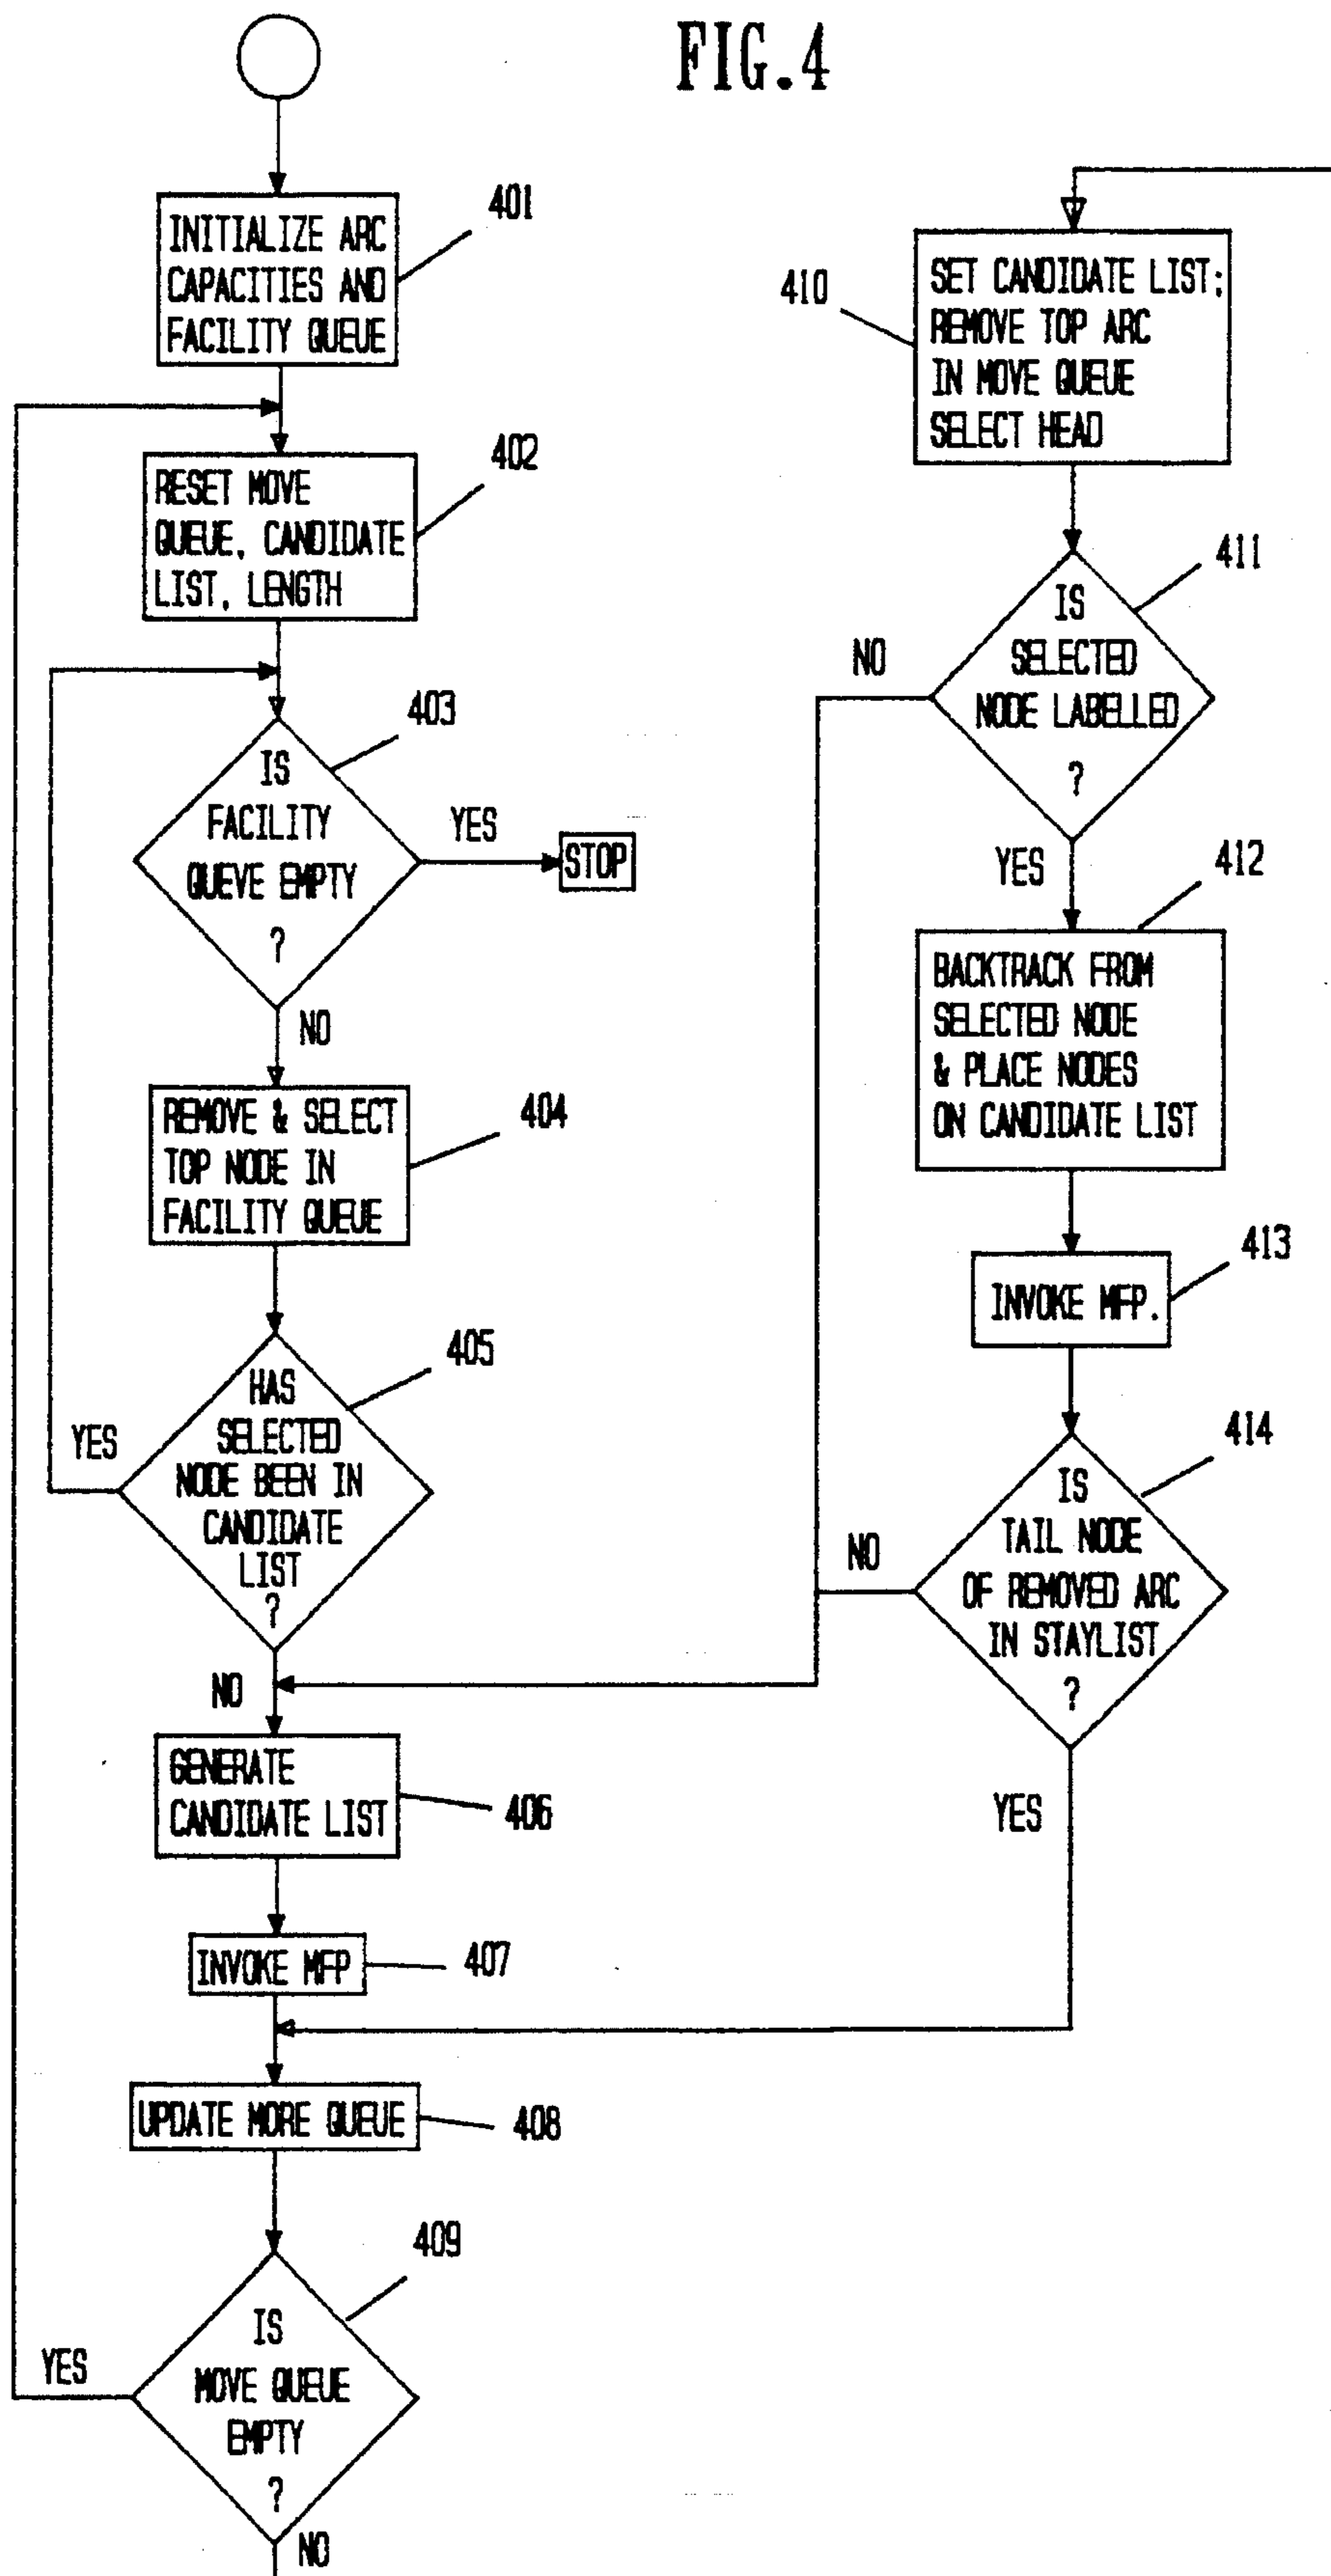 FIG.4
401
INITIALIZE ARC
CAPACITIES AND
FACILITY QUEUE
402
RESET MOVE
QUEUE, CANDIDATE
LIST, LENGTH
403
IS
FACILITY
QUEVE EMPTY
?
YES
STOP
NO
404
REMOVE & SELECT
TOP NODE IN
FACILITY QUEUE
405
HAS
SELECTED
NODE BEEN IN
CANDIDATE
LIST
?
YES
NO
GENERATE
CANDIDATE LIST
406
INVOKE MFP
407
UPDATE MORE QUEUE
408
409
IS
MOVE QUEUE
EMPTY
?
YES
NO
410
SET CANDIDATE LIST;
REMOVE TOP ARC
IN MOVE QUEUE
SELECT HEAD
411
IS
SELECTED
NODE LABELLED
?
NO
YES
412
BACKTRACK FROM
SELECTED NODE
& PLACE NODES
ON CANDIDATE LIST
413
INVOKE MFP.
414
IS
TAIL NODE
OF REMOVED ARC
IN STAYLIST
?
NO
YES